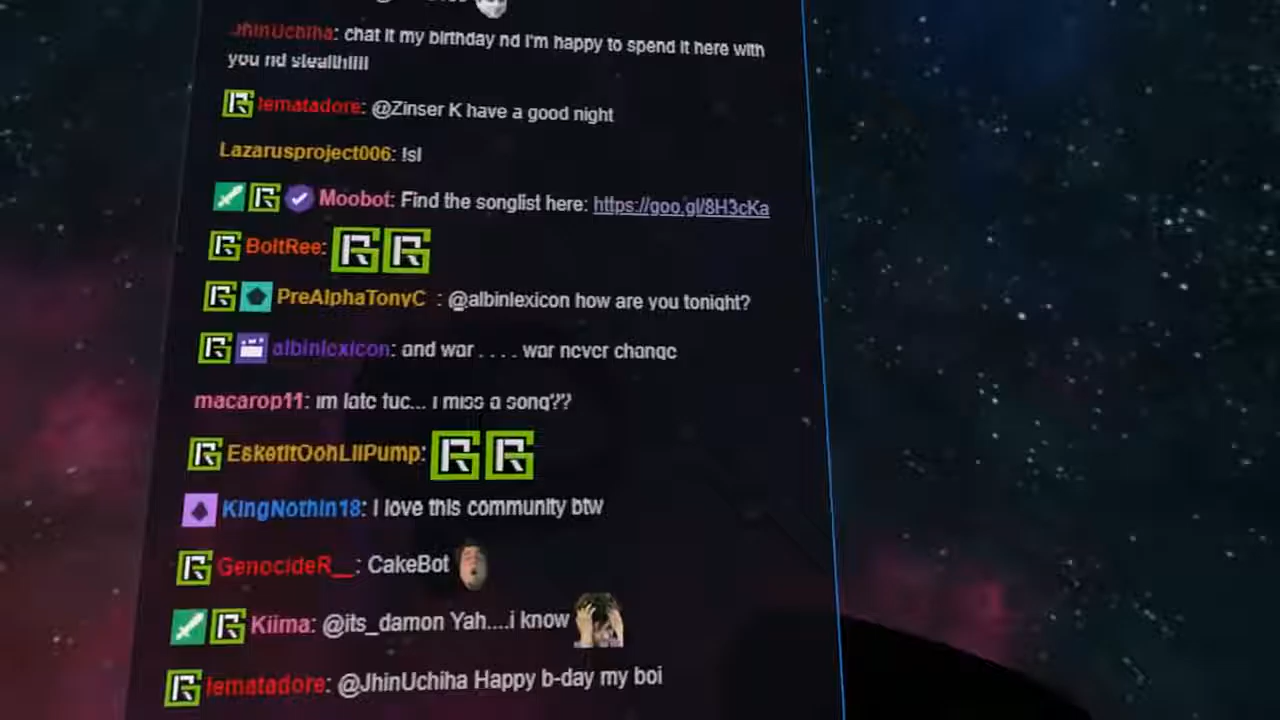 JhinUchiha: chat it my birthday nd I'm happy to spend it here with
you nd stealthiiii
lematadore: @Zinser K have a good night
Lazarusproject006: !sl
Moobot: Find the songlist here: https://goo.gl/8H3cKa
BoltRee:
PreAlphaTonyC : @albinlexicon how are you tonight?
albinlexicon: and war . . . . war never change
macarop11: im late fuc... i miss a song??
EsketitOohLilPump:
KingNothin18: I love this community btw
GenocideR__: CakeBot
Kiima: @its_damon Yah....i know
lematadore: @JhinUchiha Happy b-day my boi